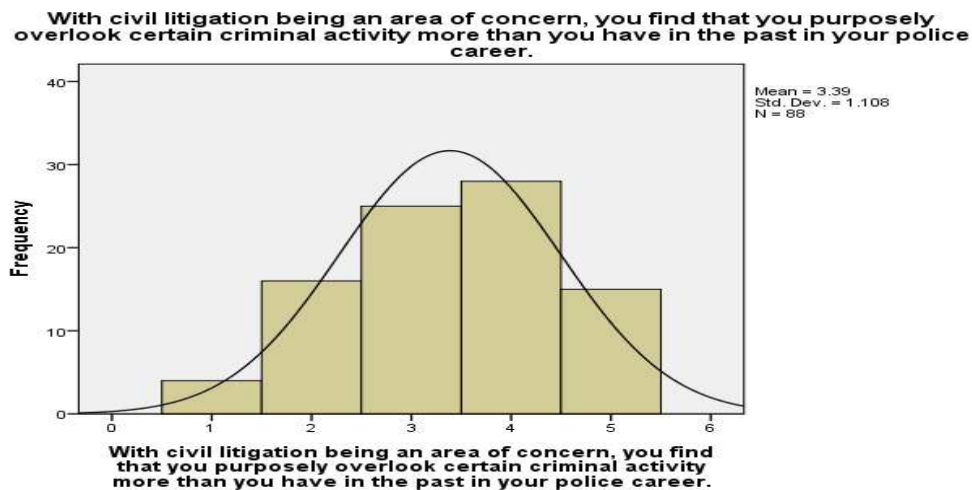 With civil litigation being an area of concern, you find that you purposely
overlook certain criminal activity more than you have in the past in your police
career.
Mean = 3.39
Std. Dev. = 1.108
N = 88
40
30
20
10
0
Frequency
0 1 2 3 4 5 6
With civil litigation being an area of concern, you find
that you purposely overlook certain criminal activity
more than you have in the past in your police career.